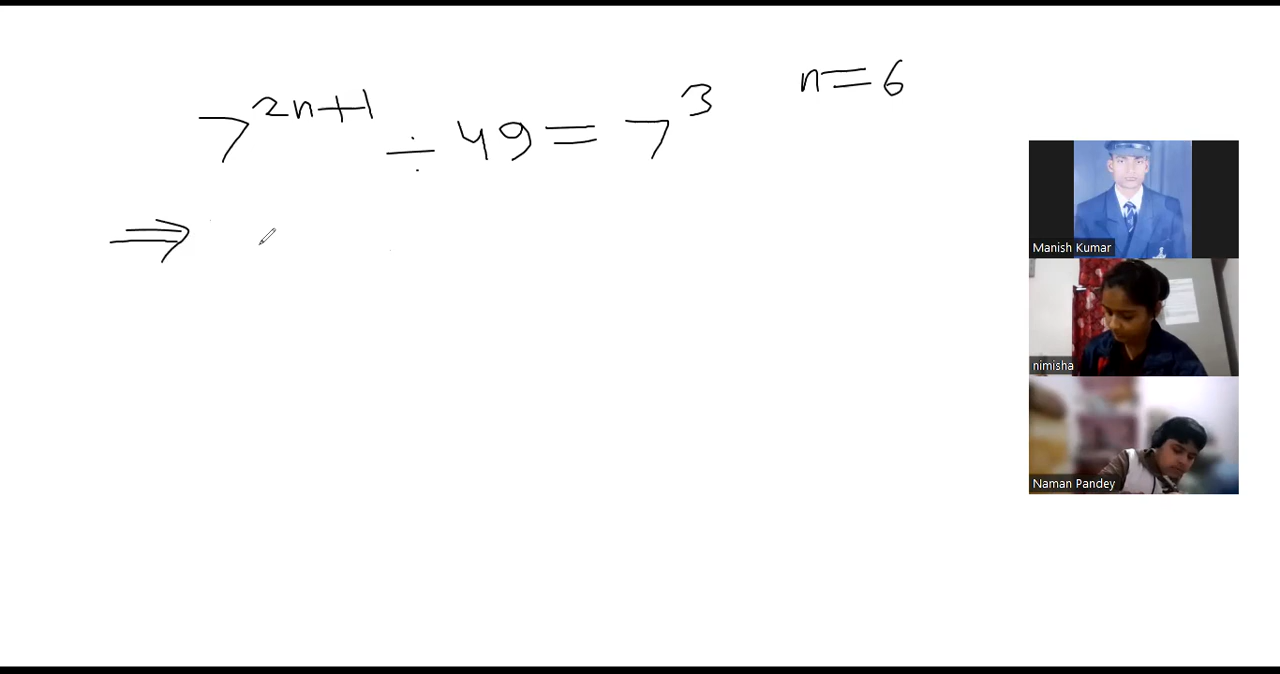 7^{2n+1} ÷ 49 = 7^3
n = 6
⇒
Manish Kumar
nimisha
Naman Pandey